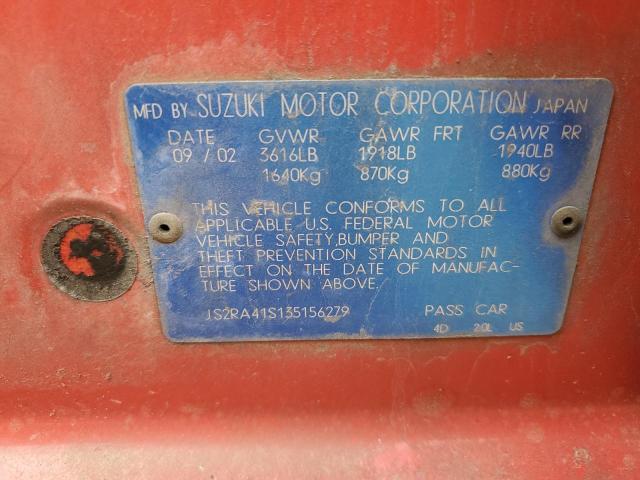 MFD BY SUZUKI MOTOR CORPORATION JAPAN
DATE GVWR GAWR FRT GAWR RR
09 / 02 3616LB 1918LB 1940LB
1640Kg 870Kg 880Kg
THIS VEHICLE CONFORMS TO ALL
APPLICABLE U.S. FEDERAL MOTOR
VEHICLE SAFETY,BUMPER AND
THEFT PREVENTION STANDARDS IN
EFFECT ON THE DATE OF MANUFAC-
TURE SHOWN ABOVE.
JS2RA41S135156279 PASS CAR
4D 2.0L US